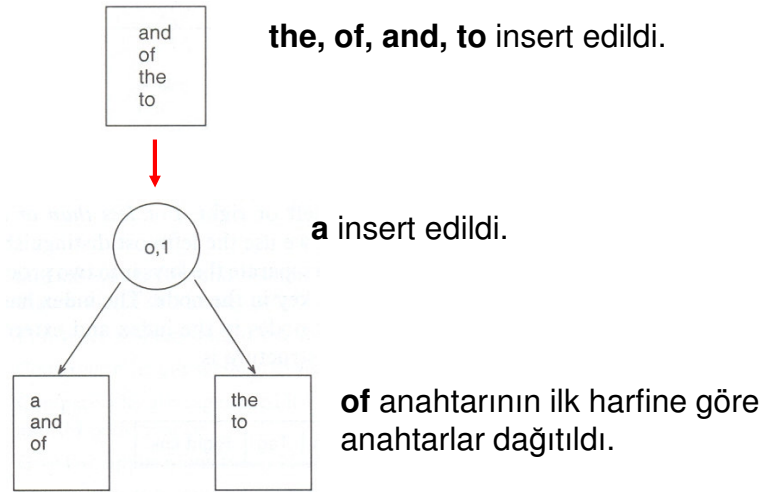 and
of
the
to
the, of, and, to insert edildi.
o,1
a insert edildi.
a
and
of
the
to
of anahtarının ilk harfine göre
anahtarlar dağıtıldı.